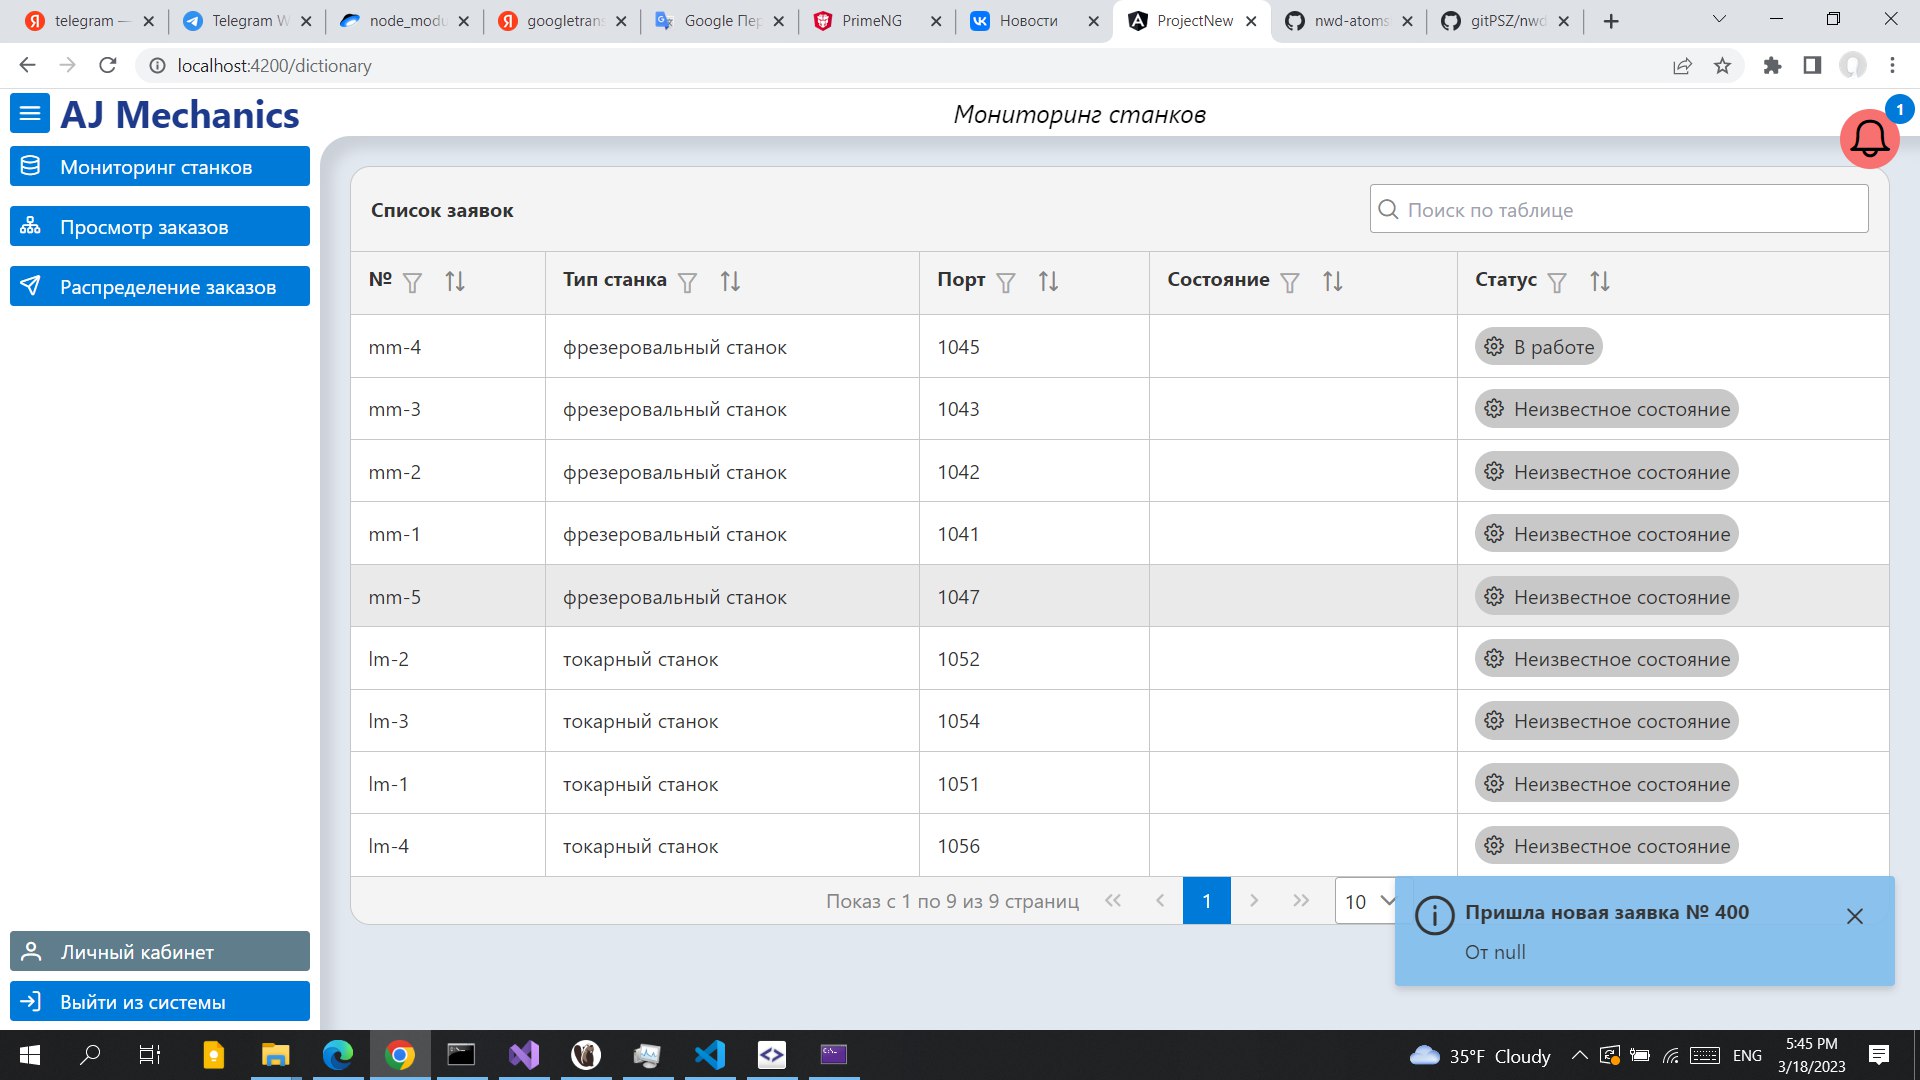 telegram —
Telegram W
node_modu
googletrans
Google Пер
PrimeNG
Новости
ProjectNew
nwd-atoms
gitPSZ/nwd
localhost:4200/dictionary
AJ Mechanics
Мониторинг станков
1
Мониторинг станков
Просмотр заказов
Распределение заказов
Список заявок
Поиск по таблице
№ Тип станка Порт Состояние Статус
mm-4 фрезеровальный станок 1045 В работе
mm-3 фрезеровальный станок 1043 Неизвестное состояние
mm-2 фрезеровальный станок 1042 Неизвестное состояние
mm-1 фрезеровальный станок 1041 Неизвестное состояние
mm-5 фрезеровальный станок 1047 Неизвестное состояние
lm-2 токарный станок 1052 Неизвестное состояние
lm-3 токарный станок 1054 Неизвестное состояние
lm-1 токарный станок 1051 Неизвестное состояние
lm-4 токарный станок 1056 Неизвестное состояние
Показ с 1 по 9 из 9 страниц 1 10
Пришла новая заявка № 400
От null
Личный кабинет
Выйти из системы
35°F Cloudy
ENG
5:45 PM
3/18/2023